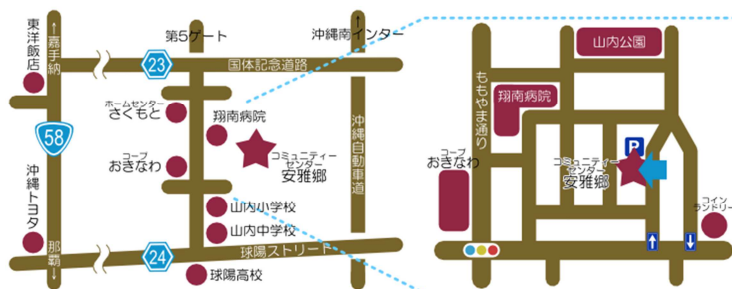 東洋飯店
←嘉手納
58
沖縄トヨタ
那覇→
23
第5ゲート
国体記念道路
沖縄南インター
ホームセンター
さくもと
翔南病院
コープ
おきなわ
コミュニティー
センター
安雅郷
沖縄自動車道
山内小学校
山内中学校
24
球陽ストリート
球陽高校
ももやま通り
山内公園
翔南病院
コープ
おきなわ
P
コミュニティー
センター
安雅郷
コイン
ランドリー